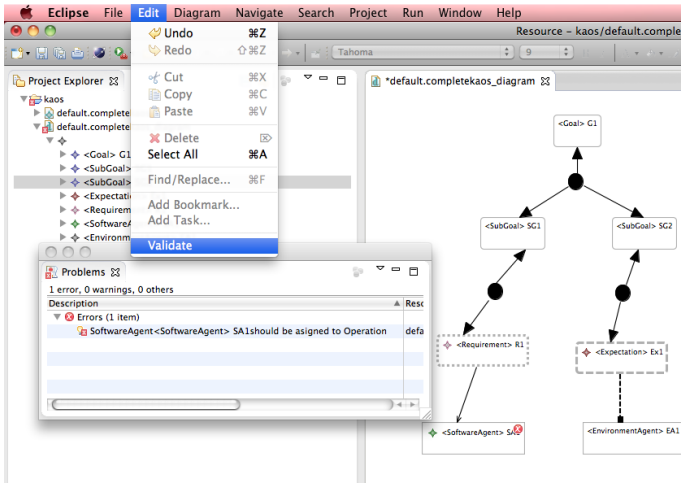 Eclipse File Edit Diagram Navigate Search Project Run Window Help
Resource – kaos/default.comple
Undo ⌘Z
Redo ⇧⌘Z
Tahoma 9
Cut ⌘X
Copy ⌘C
Paste ⌘V
Delete ⌦
Select All ⌘A
Find/Replace... ⌘F
Add Bookmark...
Add Task...
Validate
Project Explorer
kaos
default.complete
default.complete
<Goal> G1
<SubGoal>
<SubGoal>
<Expectati
<Requirem
<SoftwareA
<Environm
*default.completekaos_diagram
<Goal> G1
<SubGoal> SG1
<SubGoal> SG2
<Requirement> R1
<Expectation> Ex1
<SoftwareAgent>
<EnvironmentAgent> EA1
Problems
1 error, 0 warnings, 0 others
Description Resc
Errors (1 item)
SoftwareAgent<SoftwareAgent> SA1should be asigned to Operation defa